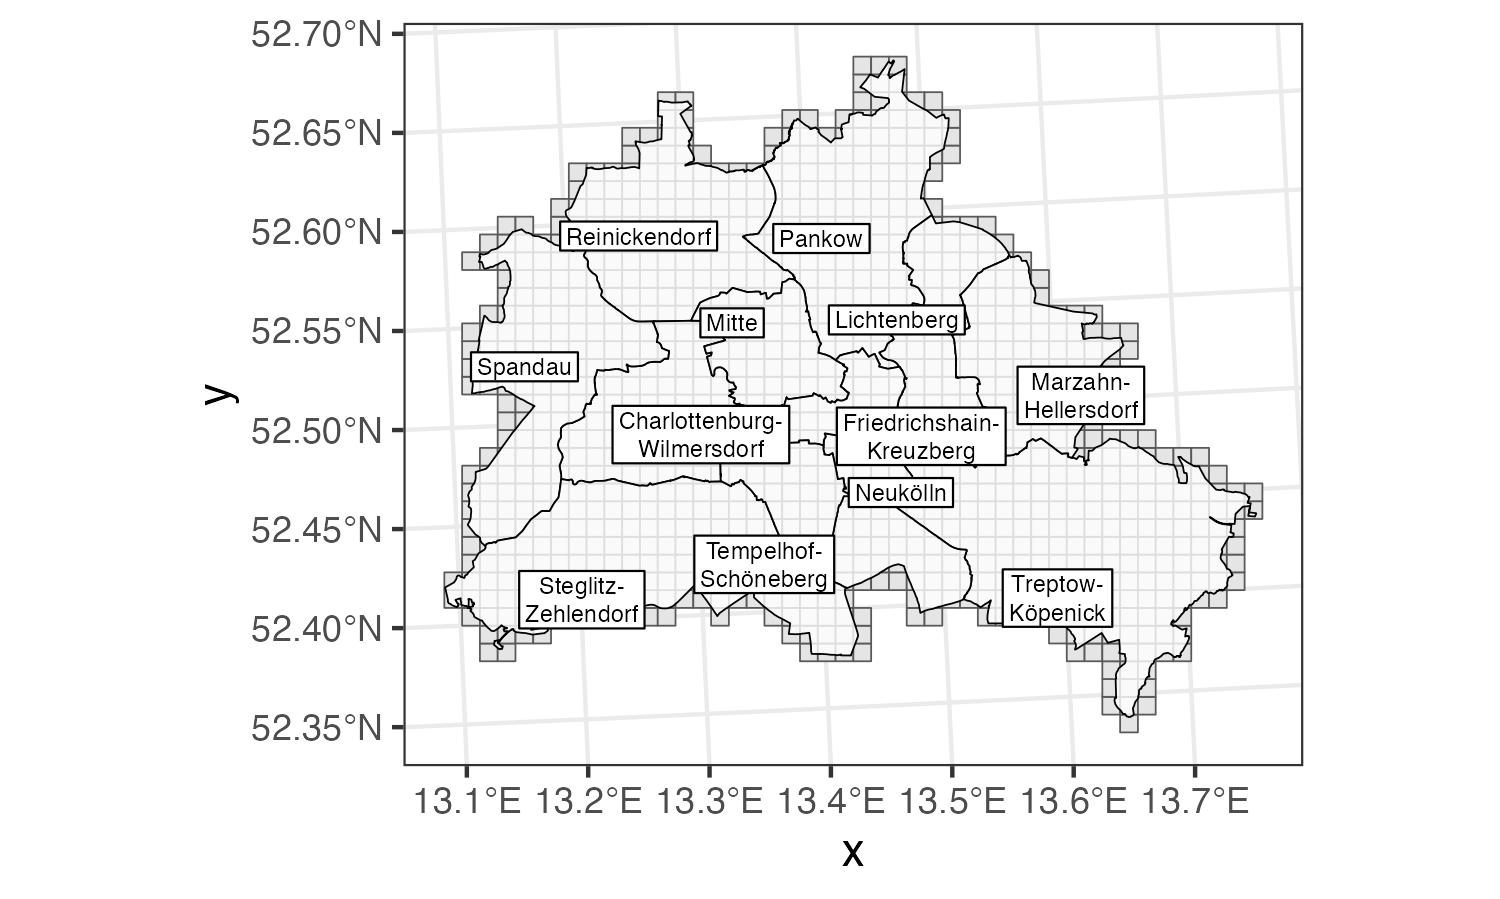 52.70°N
52.65°N
52.60°N
52.55°N
52.50°N
52.45°N
52.40°N
52.35°N
y
Reinickendorf
Pankow
Mitte
Lichtenberg
Spandau
Marzahn-
Hellersdorf
Charlottenburg-
Wilmersdorf
Friedrichshain-
Kreuzberg
Neukölln
Tempelhof-
Schöneberg
Steglitz-
Zehlendorf
Treptow-
Köpenick
13.1°E 13.2°E 13.3°E 13.4°E 13.5°E 13.6°E 13.7°E
x